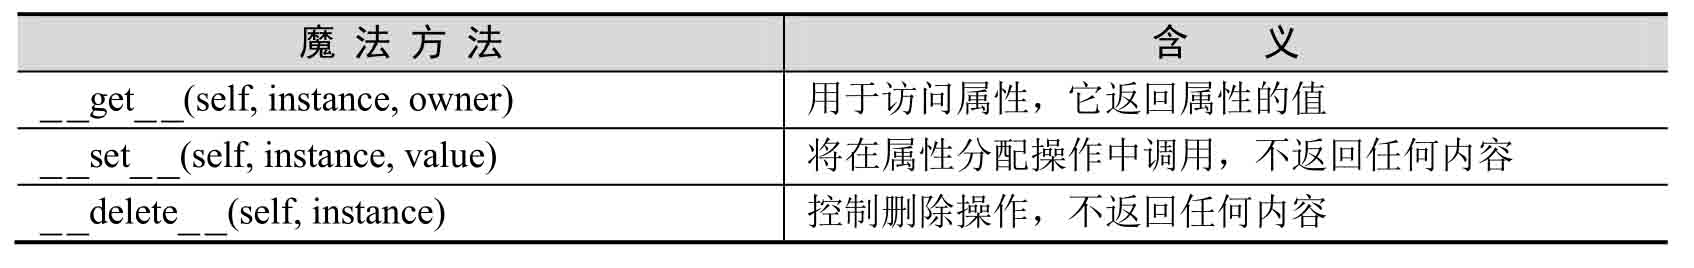 魔法方法 含义
__get__(self, instance, owner) 用于访问属性，它返回属性的值
__set__(self, instance, value) 将在属性分配操作中调用，不返回任何内容
__delete__(self, instance) 控制删除操作，不返回任何内容